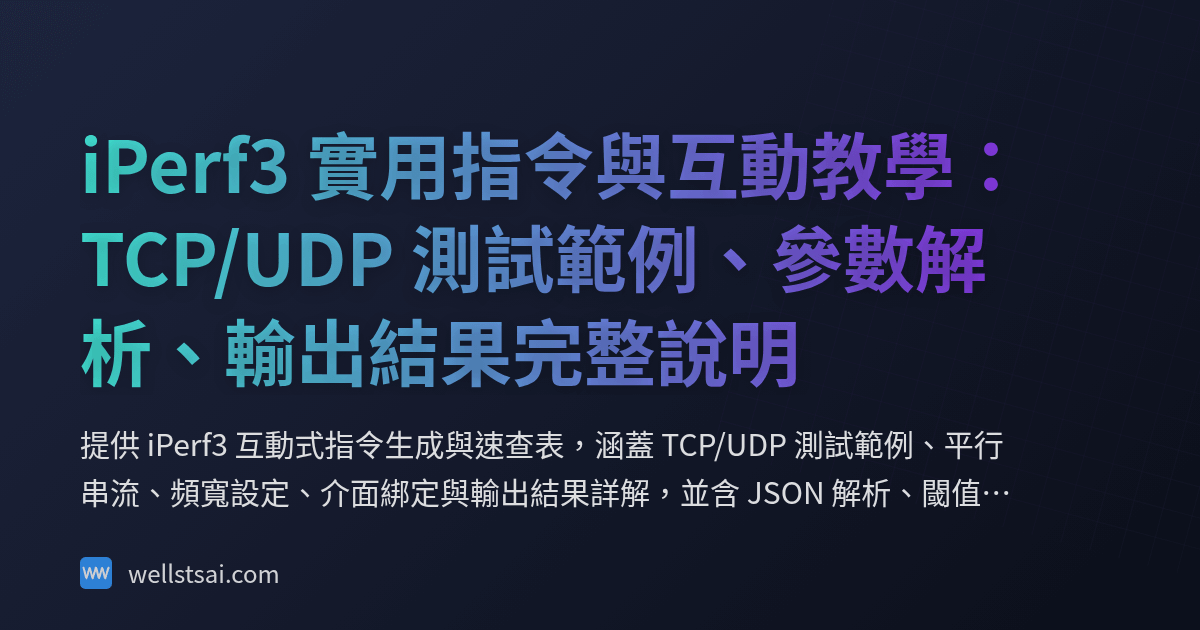 iPerf3 實用指令與互動教學：
TCP/UDP 測試範例、參數解
析、輸出結果完整說明
提供 iPerf3 互動式指令生成與速查表，涵蓋 TCP/UDP 測試範例、平行
串流、頻寬設定、介面綁定與輸出結果詳解，並含 JSON 解析、閾值…
wellstsai.com